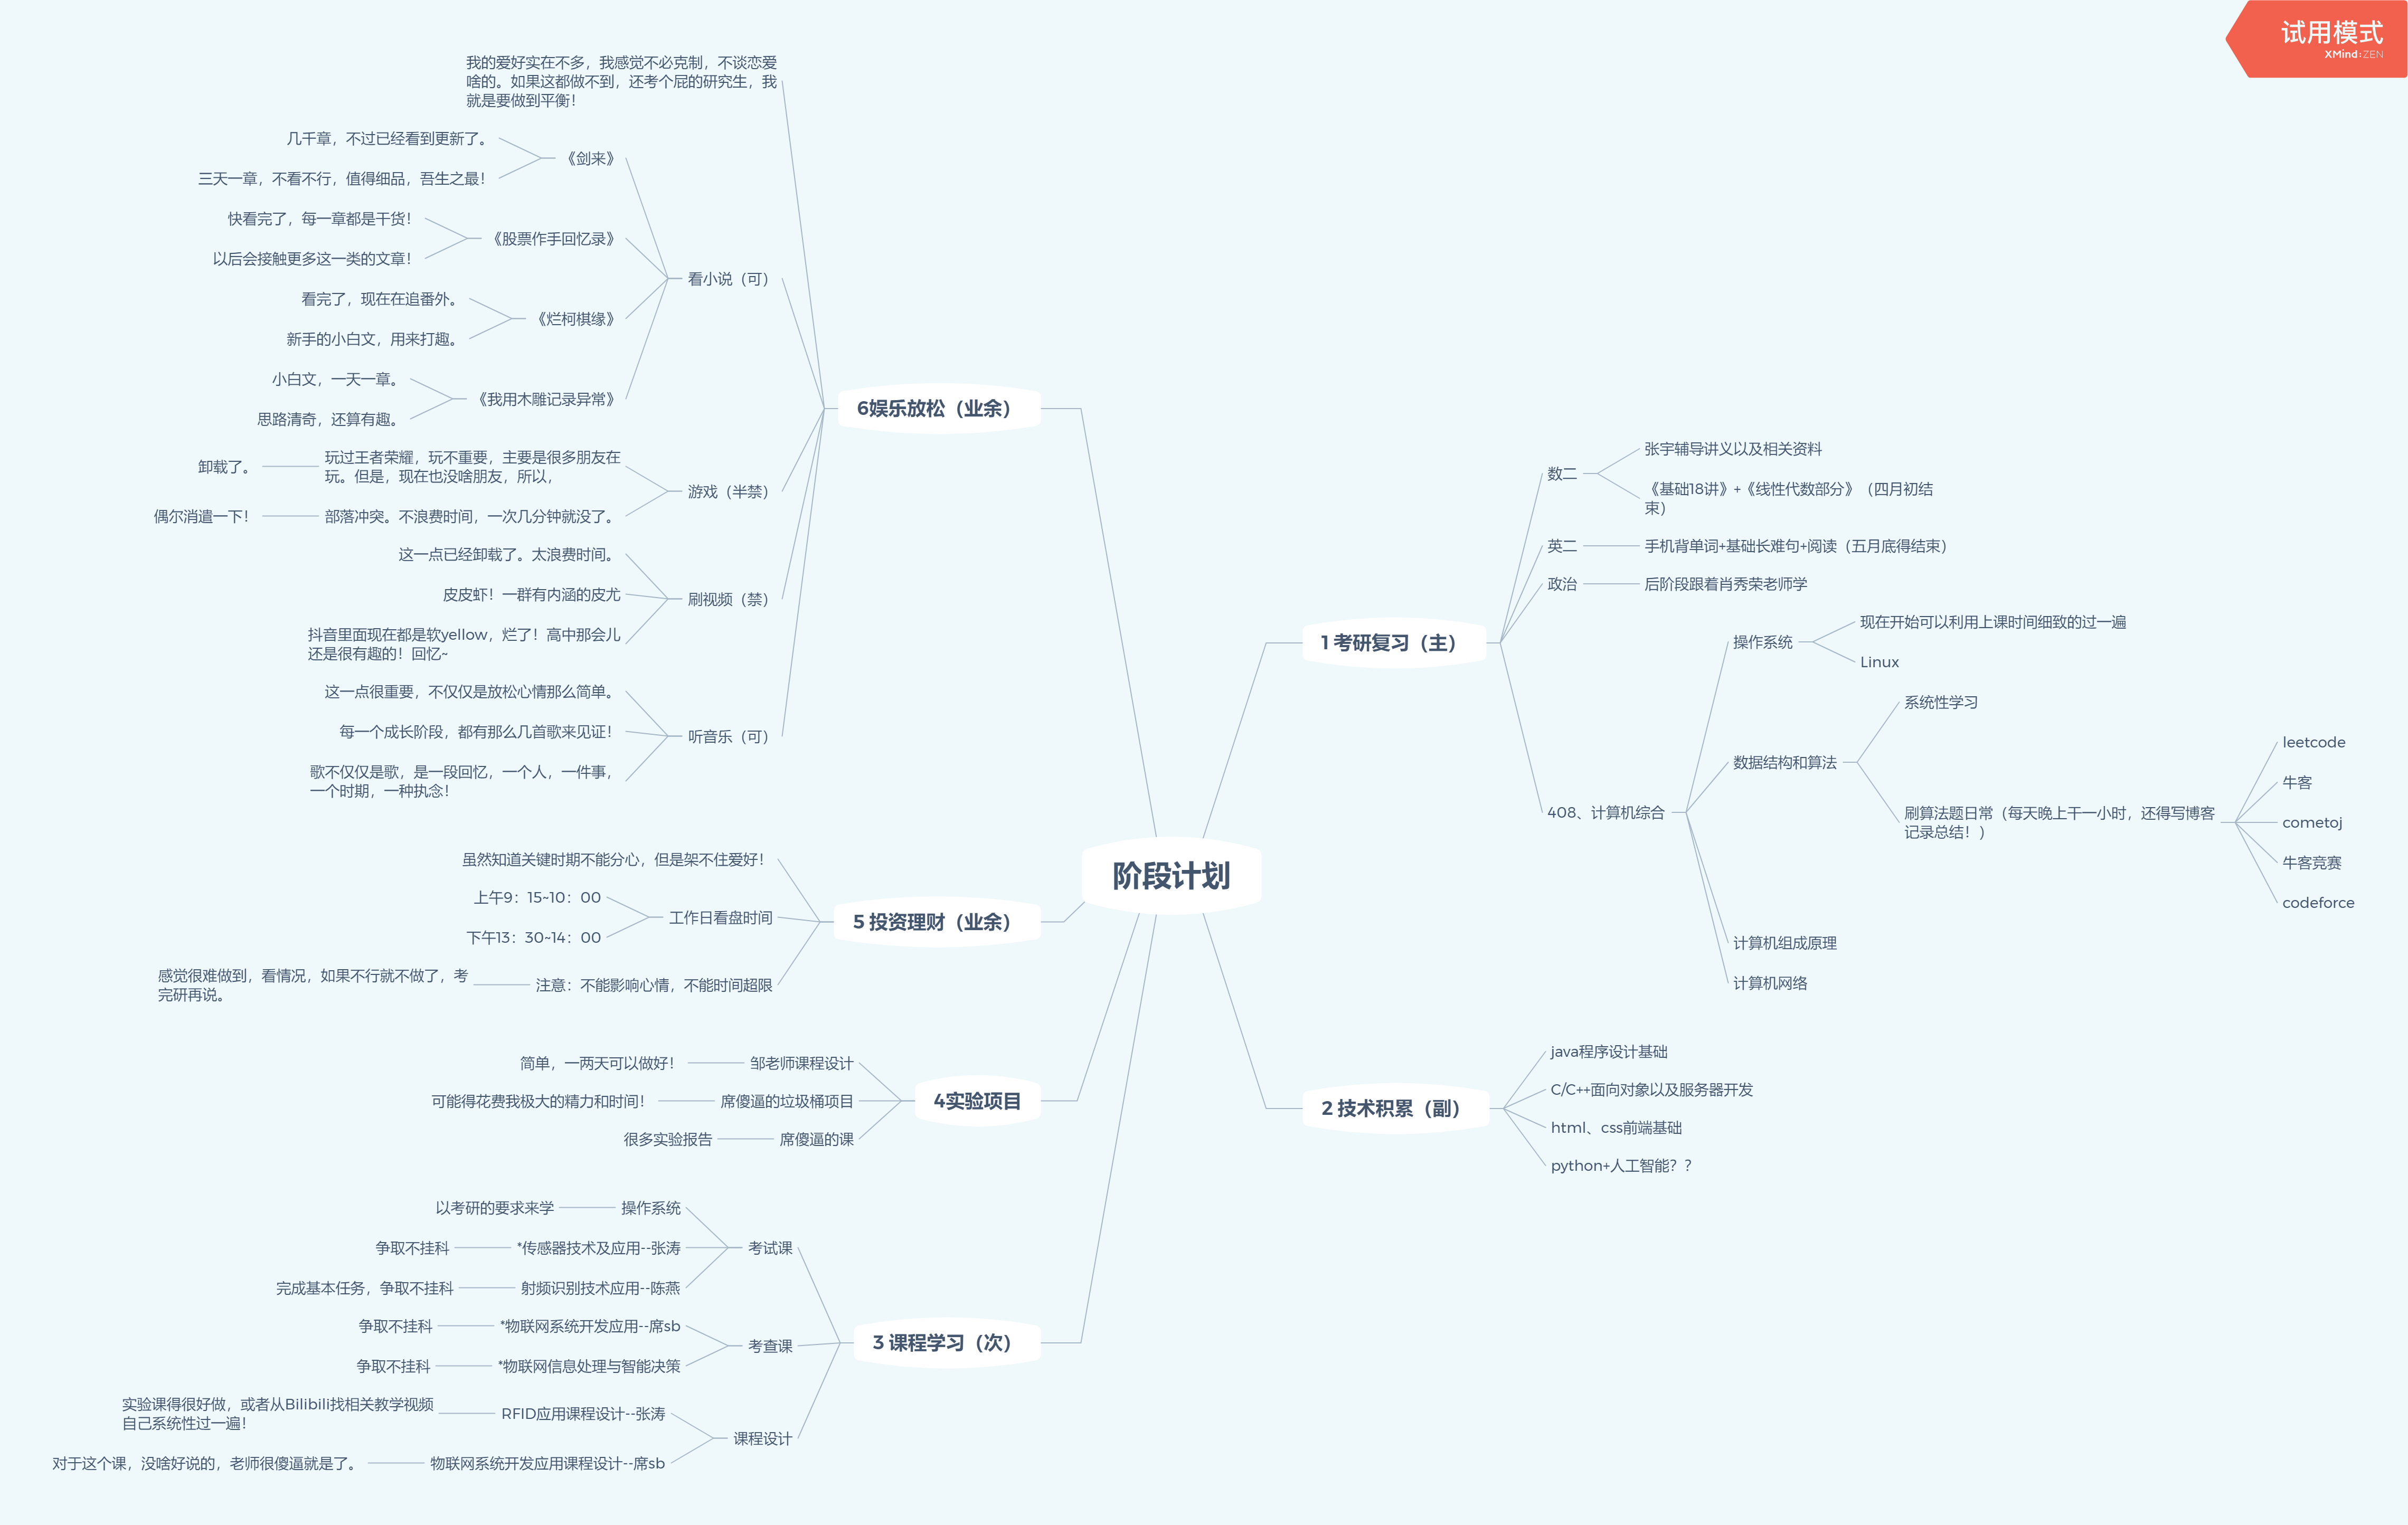 试用模式
XMind:ZEN
阶段计划
1 考研复习（主）
数二
张宇辅导讲义以及相关资料
《基础18讲》+《线性代数部分》（四月初结
束）
英二
手机背单词+基础长难句+阅读（五月底得结束）
政治
后阶段跟着肖秀荣老师学
408、计算机综合
操作系统
现在开始可以利用上课时间细致的过一遍
Linux
数据结构和算法
系统性学习
刷算法题日常（每天晚上干一小时，还得写博客
记录总结！）
leetcode
牛客
cometoj
牛客竞赛
codeforce
计算机组成原理
计算机网络
2 技术积累（副）
java程序设计基础
C/C++面向对象以及服务器开发
html、css前端基础
python+人工智能？？
3 课程学习（次）
考试课
操作系统
以考研的要求来学
*传感器技术及应用--张涛
争取不挂科
射频识别技术应用--陈燕
完成基本任务，争取不挂科
考查课
*物联网系统开发应用--席sb
争取不挂科
*物联网信息处理与智能决策
争取不挂科
课程设计
RFID应用课程设计--张涛
实验课得很好做，或者从Bilibili找相关教学视频
自己系统性过一遍！
物联网系统开发应用课程设计--席sb
对于这个课，没啥好说的，老师很傻逼就是了。
4实验项目
邹老师课程设计
简单，一两天可以做好！
席傻逼的垃圾桶项目
可能得花费我极大的精力和时间！
席傻逼的课
很多实验报告
5 投资理财（业余）
虽然知道关键时期不能分心，但是架不住爱好！
工作日看盘时间
上午9：15~10：00
下午13：30~14：00
注意：不能影响心情，不能时间超限
感觉很难做到，看情况，如果不行就不做了，考
完研再说。
6娱乐放松（业余）
我的爱好实在不多，我感觉不必克制，不谈恋爱
啥的。如果这都做不到，还考个屁的研究生，我
就是要做到平衡！
看小说（可）
《剑来》
几千章，不过已经看到更新了。
三天一章，不看不行，值得细品，吾生之最！
《股票作手回忆录》
快看完了，每一章都是干货！
以后会接触更多这一类的文章！
《烂柯棋缘》
看完了，现在在追番外。
新手的小白文，用来打趣。
《我用木雕记录异常》
小白文，一天一章。
思路清奇，还算有趣。
游戏（半禁）
玩过王者荣耀，玩不重要，主要是很多朋友在
玩。但是，现在也没啥朋友，所以，
卸载了。
部落冲突。不浪费时间，一次几分钟就没了。
偶尔消遣一下！
刷视频（禁）
这一点已经卸载了。太浪费时间。
皮皮虾！一群有内涵的皮尤
抖音里面现在都是软yellow，烂了！高中那会儿
还是很有趣的！回忆~
听音乐（可）
这一点很重要，不仅仅是放松心情那么简单。
每一个成长阶段，都有那么几首歌来见证！
歌不仅仅是歌，是一段回忆，一个人，一件事，
一个时期，一种执念！